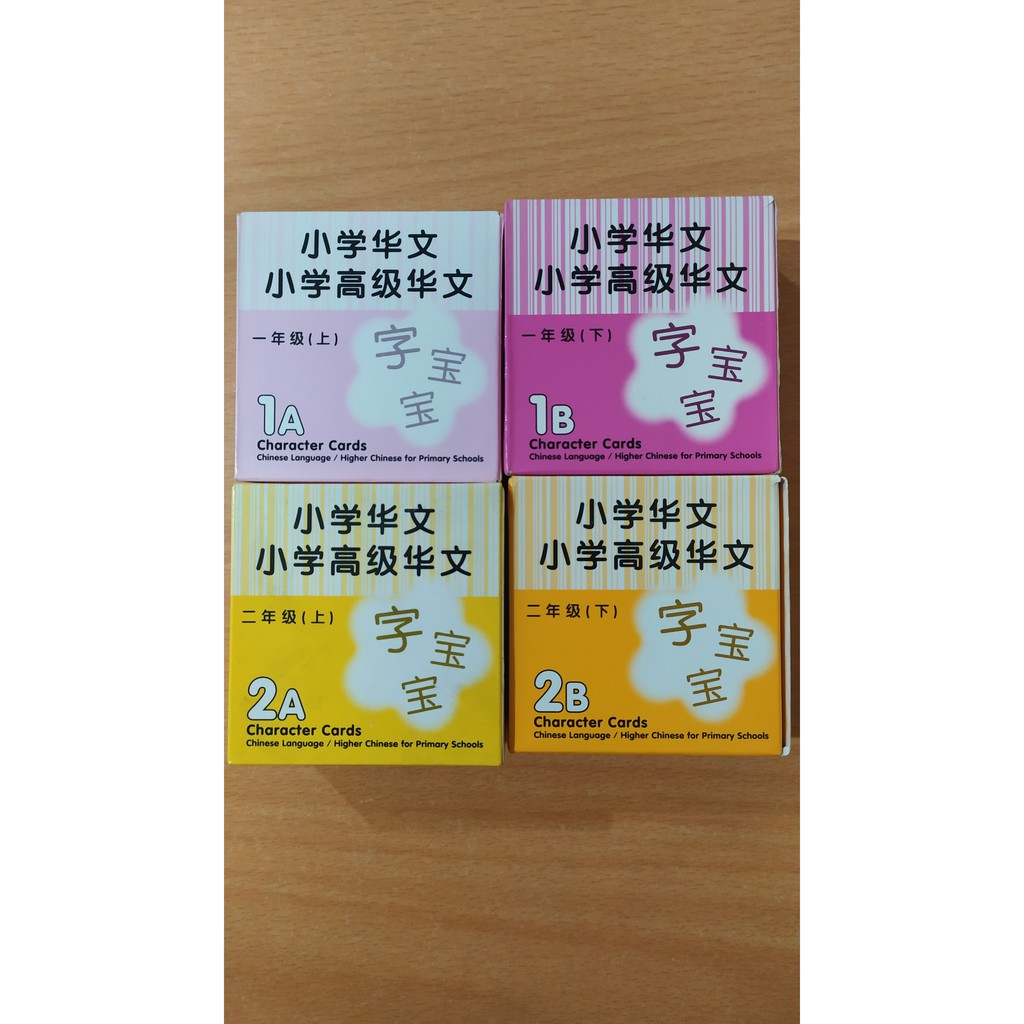 小学华文
小学高级华文
一年级(上)
字宝宝
1A
Character Cards
Chinese Language / Higher Chinese for Primary Schools
小学华文
小学高级华文
一年级(下)
字宝宝
1B
Character Cards
Chinese Language / Higher Chinese for Primary Schools
小学华文
小学高级华文
二年级(上)
字宝宝
2A
Character Cards
Chinese Language / Higher Chinese for Primary Schools
小学华文
小学高级华文
二年级(下)
字宝宝
2B
Character Cards
Chinese Language / Higher Chinese for Primary Schools